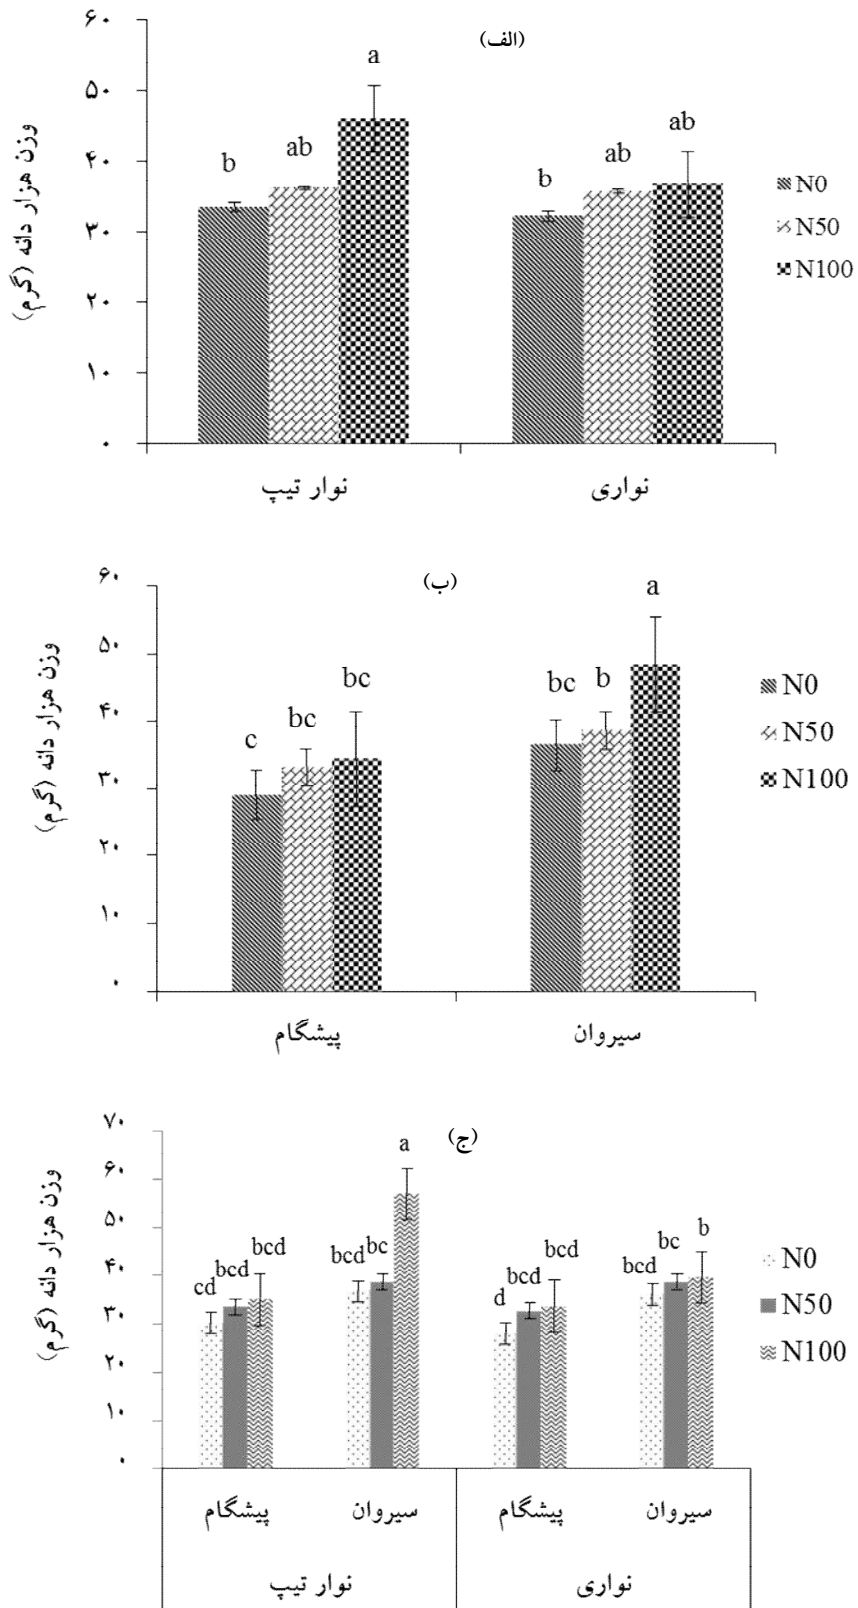 (الف)
وزن هزار دانه (گرم)
۶۰
۵۰
۴۰
۳۰
۲۰
۱۰
۰
b
ab
a
b
ab
ab
N0
N50
N100
نوار تیپ
نواری
(ب)
وزن هزار دانه (گرم)
۶۰
۵۰
۴۰
۳۰
۲۰
۱۰
۰
c
bc
bc
bc
b
a
N0
N50
N100
پیشگام
سیروان
(ج)
وزن هزار دانه (گرم)
۷۰
۶۰
۵۰
۴۰
۳۰
۲۰
۱۰
۰
cd
bcd
bcd
bcd
bc
a
d
bcd
bcd
bcd
bc
b
N0
N50
N100
پیشگام
سیروان
پیشگام
سیروان
نوار تیپ
نواری